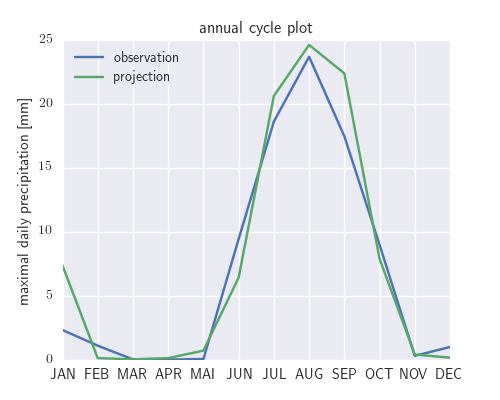 annual cycle plot
observation
projection
maximal daily precipitation [mm]
25
20
15
10
5
0
JAN FEB MAR APR MAI JUN JUL AUG SEP OCT NOV DEC